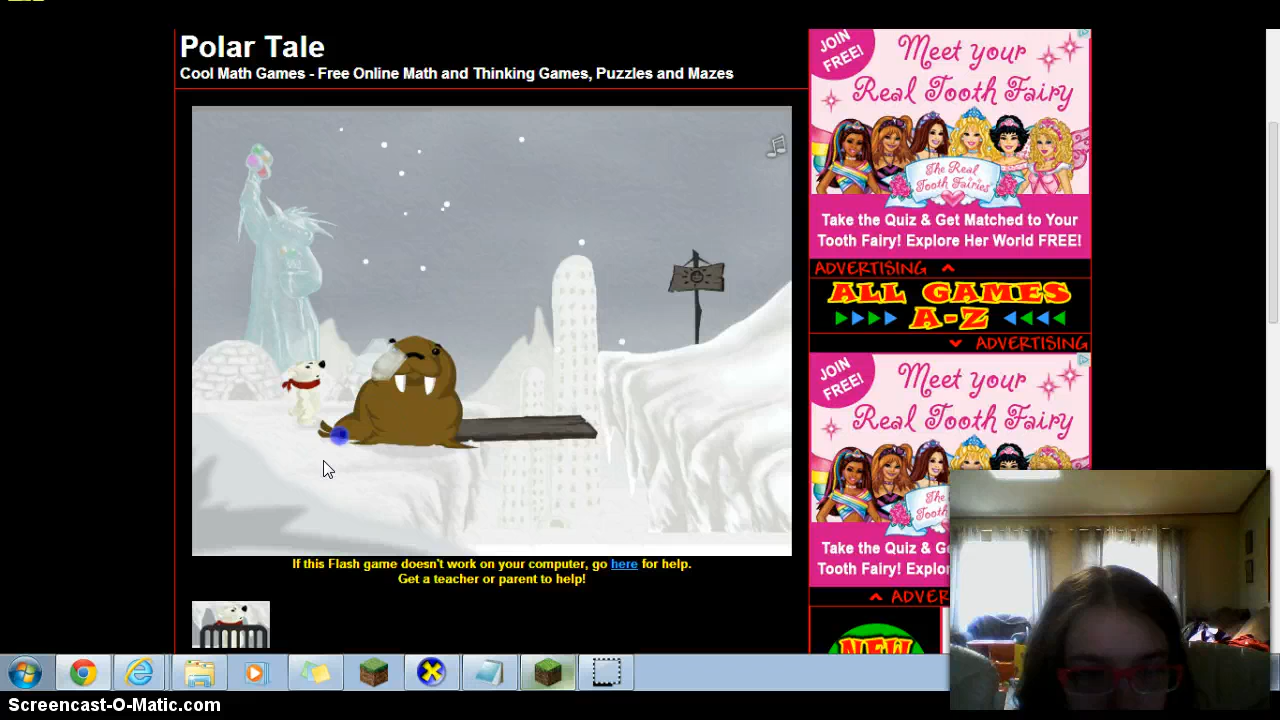 Polar Tale
Cool Math Games - Free Online Math and Thinking Games, Puzzles and Mazes
JOIN
FREE!
Meet your
Real Tooth Fairy
The Real
Tooth Fairies
Take the Quiz & Get Matched to Your
Tooth Fairy! Explore Her World FREE!
ADVERTISING
ALL GAMES
A-Z
ADVERTISING
JOIN
FREE!
Meet your
Real Tooth Fairy
The
Tooth
Take the Quiz & Ge
Tooth Fairy! Explor
ADVER
NEW
If this Flash game doesn't work on your computer, go here for help.
Get a teacher or parent to help!
Screencast-O-Matic.com